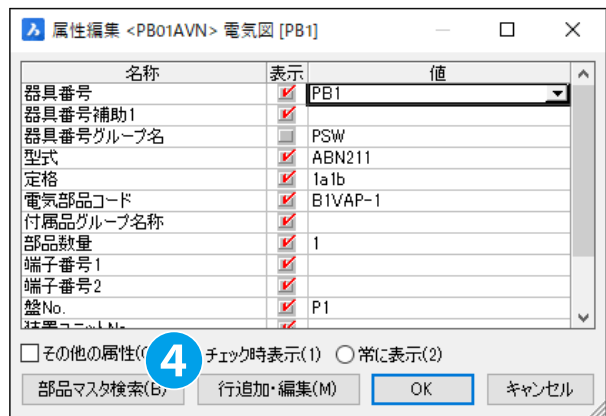 属性編集 <PB01AVN> 電気図 [PB1]
名称 表示 値
器具番号 PB1
器具番号補助1
器具番号グループ名 PSW
型式 ABN211
定格 1a1b
電気部品コード B1VAP-1
付属品グループ名称
部品数量 1
端子番号1
端子番号2
盤No. P1
その他の属性( 4 チェック時表示(1) 常に表示(2)
部品マスタ検索(B) 行追加・編集(M) OK キャンセル